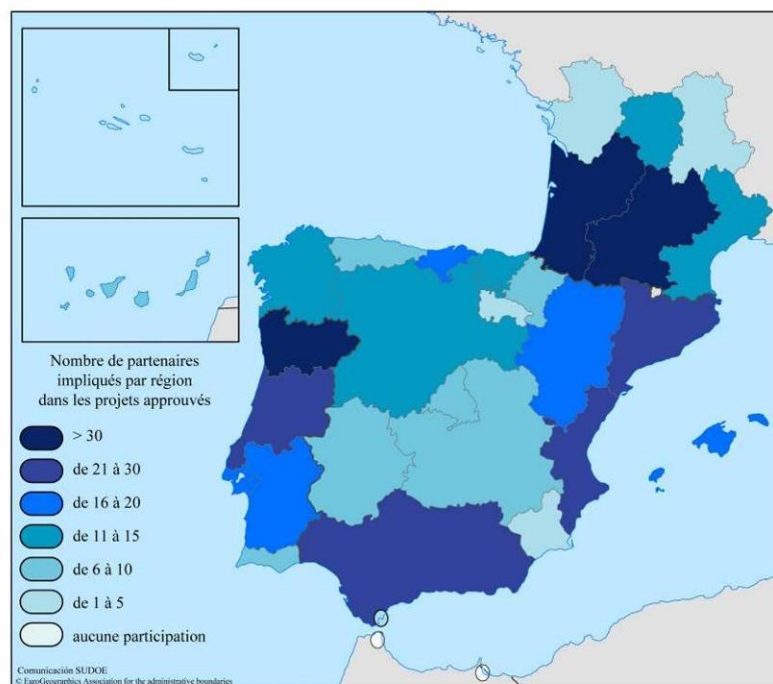 Nombre de partenaires
impliqués par région
dans les projets approuvés
> 30
de 21 à 30
de 16 à 20
de 11 à 15
de 6 à 10
de 1 à 5
aucune participation
Comunicación SUDOE
© EuroGeographics Association for the administrative boundaries